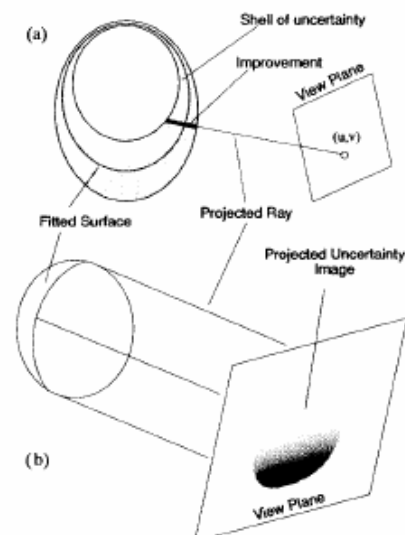 (a)
Shell of uncertainty
Improvement
View Plane
(u,v)
Fitted Surface
Projected Ray
Projected Uncertainty
Image
(b)
View Plane